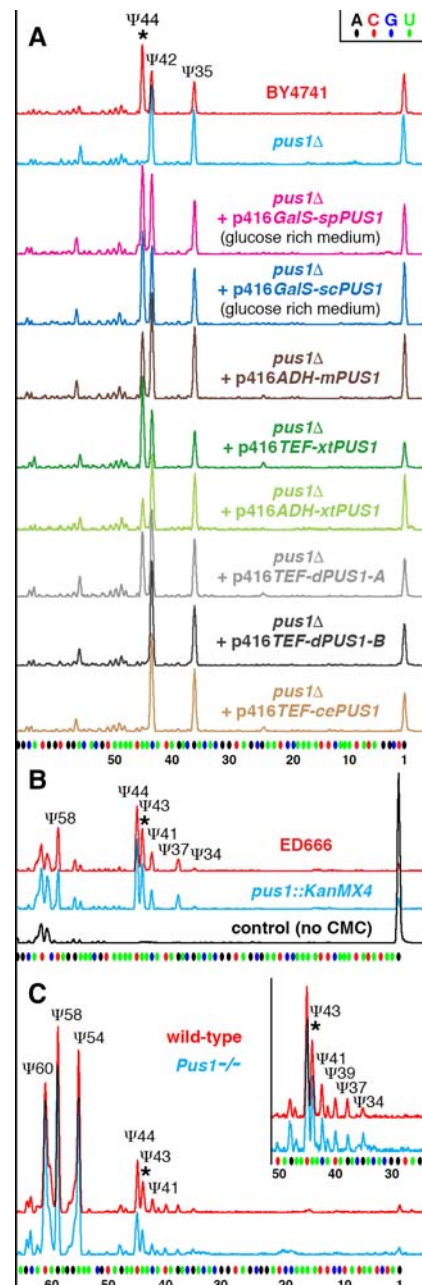 A
A C G U
Ψ44
*
Ψ42
Ψ35
BY4741
pus1Δ
pus1Δ
+ p416GalS-spPUS1
(glucose rich medium)
pus1Δ
+ p416GalS-scPUS1
(glucose rich medium)
pus1Δ
+ p416ADH-mPUS1
pus1Δ
+ p416TEF-xtPUS1
pus1Δ
+ p416ADH-xtPUS1
pus1Δ
+ p416TEF-dPUS1-A
pus1Δ
+ p416TEF-dPUS1-B
pus1Δ
+ p416TEF-cePUS1
50 40 30 20 10 1
B
Ψ58
Ψ44
Ψ43
*
Ψ41
Ψ37
Ψ34
ED666
pus1::KanMX4
control (no CMC)
C
Ψ60
Ψ58
Ψ54
wild-type
Pus1-/-
Ψ44
Ψ43
*
Ψ41
Ψ43
*
Ψ41
Ψ39
Ψ37
Ψ34
50 40 30
60 50 40 30 20 10 1